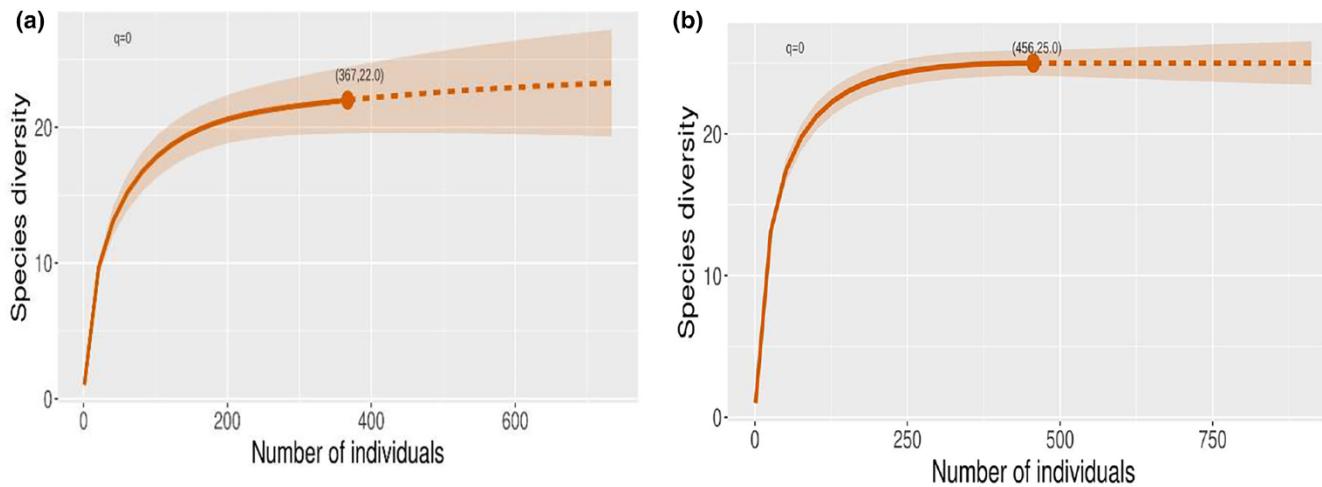 (a)
q=0
(367,22.0)
20
10
0
0
200
400
600
Species diversity
Number of individuals
(b)
q=0
(456,25.0)
20
10
0
0
250
500
750
Species diversity
Number of individuals